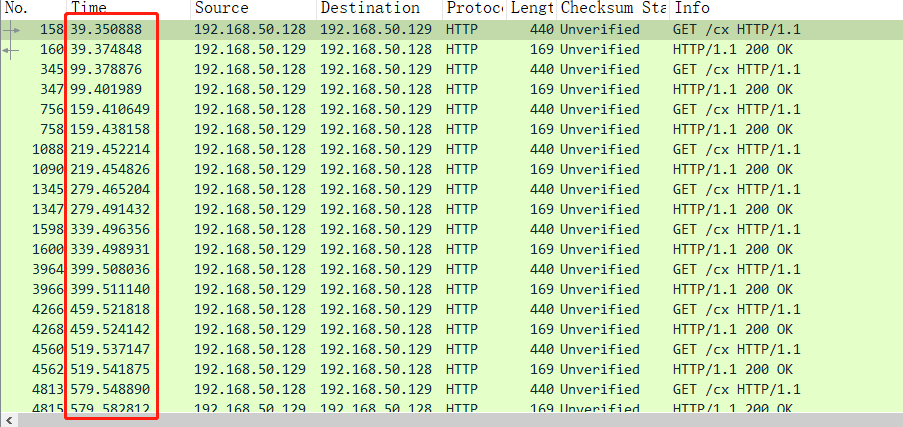 No. Time Source Destination Protoco Lengt Checksum Sta Info
158 39.350888 192.168.50.128 192.168.50.129 HTTP 440 Unverified GET /cx HTTP/1.1
160 39.374848 192.168.50.129 192.168.50.128 HTTP 169 Unverified HTTP/1.1 200 OK
345 99.378876 192.168.50.128 192.168.50.129 HTTP 440 Unverified GET /cx HTTP/1.1
347 99.401989 192.168.50.129 192.168.50.128 HTTP 169 Unverified HTTP/1.1 200 OK
756 159.410649 192.168.50.128 192.168.50.129 HTTP 440 Unverified GET /cx HTTP/1.1
758 159.438158 192.168.50.129 192.168.50.128 HTTP 169 Unverified HTTP/1.1 200 OK
1088 219.452214 192.168.50.128 192.168.50.129 HTTP 440 Unverified GET /cx HTTP/1.1
1090 219.454826 192.168.50.129 192.168.50.128 HTTP 169 Unverified HTTP/1.1 200 OK
1345 279.465204 192.168.50.128 192.168.50.129 HTTP 440 Unverified GET /cx HTTP/1.1
1347 279.491432 192.168.50.129 192.168.50.128 HTTP 169 Unverified HTTP/1.1 200 OK
1598 339.496356 192.168.50.128 192.168.50.129 HTTP 440 Unverified GET /cx HTTP/1.1
1600 339.498931 192.168.50.129 192.168.50.128 HTTP 169 Unverified HTTP/1.1 200 OK
3964 399.508036 192.168.50.128 192.168.50.129 HTTP 440 Unverified GET /cx HTTP/1.1
3966 399.511140 192.168.50.129 192.168.50.128 HTTP 169 Unverified HTTP/1.1 200 OK
4266 459.521818 192.168.50.128 192.168.50.129 HTTP 440 Unverified GET /cx HTTP/1.1
4268 459.524142 192.168.50.129 192.168.50.128 HTTP 169 Unverified HTTP/1.1 200 OK
4560 519.537147 192.168.50.128 192.168.50.129 HTTP 440 Unverified GET /cx HTTP/1.1
4562 519.541875 192.168.50.129 192.168.50.128 HTTP 169 Unverified HTTP/1.1 200 OK
4813 579.548890 192.168.50.128 192.168.50.129 HTTP 440 Unverified GET /cx HTTP/1.1
4815 579.582812 192.168.50.129 192.168.50.128 HTTP 169 Unverified HTTP/1.1 200 OK